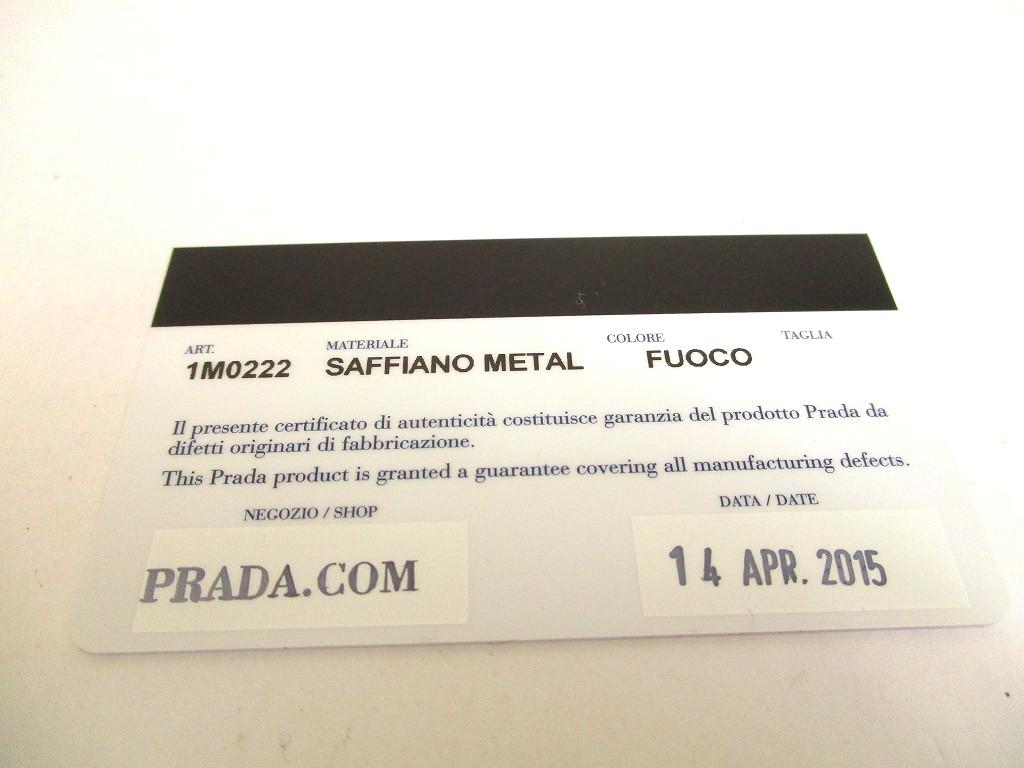 ART. MATERIALE COLORE TAGLIA
1M0222 SAFFIANO METAL FUOCO
Il presente certificato di autenticità costituisce garanzia del prodotto Prada da
difetti originari di fabbricazione.
This Prada product is granted a guarantee covering all manufacturing defects.
NEGOZIO / SHOP DATA / DATE
PRADA.COM 14 APR. 2015